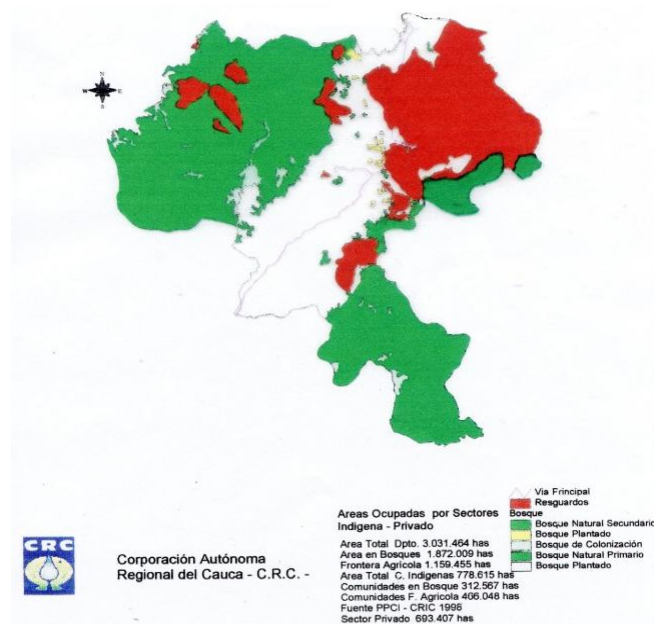 N
W E
S
Via Frincipal
Resguardos
Bosque
Bosque Natural Secundario
Bosque Plantado
Bosque de Colonización
Bosque Natural Primario
Bosque Plantado
Areas Ocupadas por Sectores
Indigena - Privado
Area Total Dpto. 3.031.464 has
Area en Bosques 1.872.009 has
Frontera Agrícola 1.159.455 has
Area Total C. Indigenas 778.615 has
Comunidades en Bosque 312.567 has
Comunidades F. Agricola 406.048 has
Fuente PPCI - CRIC 1998
Sector Privado 693.407 has
CRC
Corporación Autónoma
Regional del Cauca - C.R.C. -